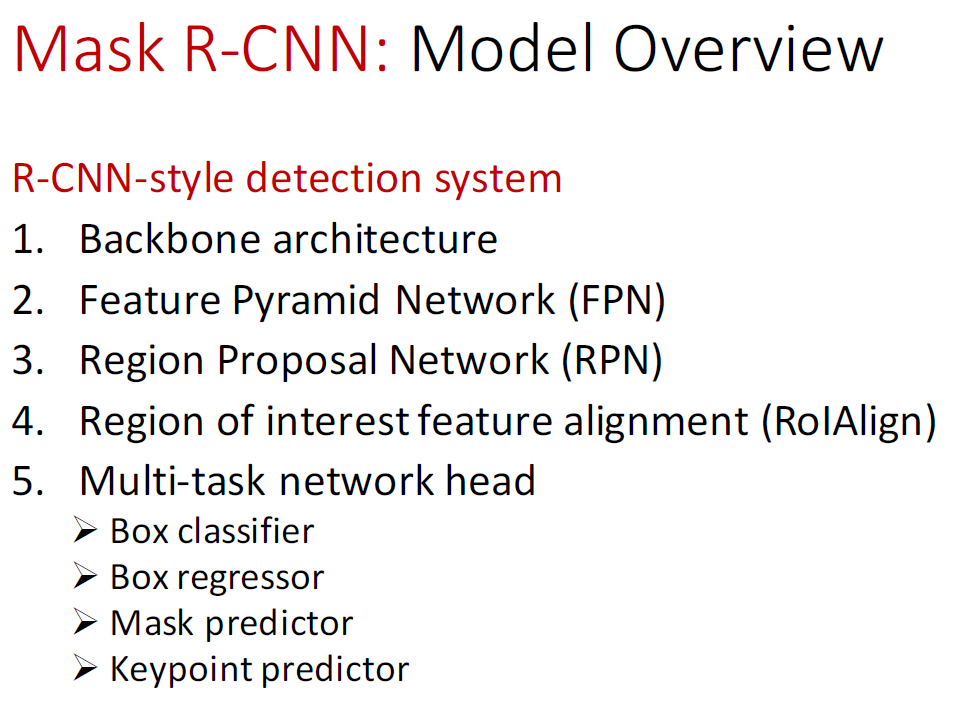 Mask R-CNN: Model Overview
R-CNN-style detection system
1. Backbone architecture
2. Feature Pyramid Network (FPN)
3. Region Proposal Network (RPN)
4. Region of interest feature alignment (RoIAlign)
5. Multi-task network head
➢ Box classifier
➢ Box regressor
➢ Mask predictor
➢ Keypoint predictor